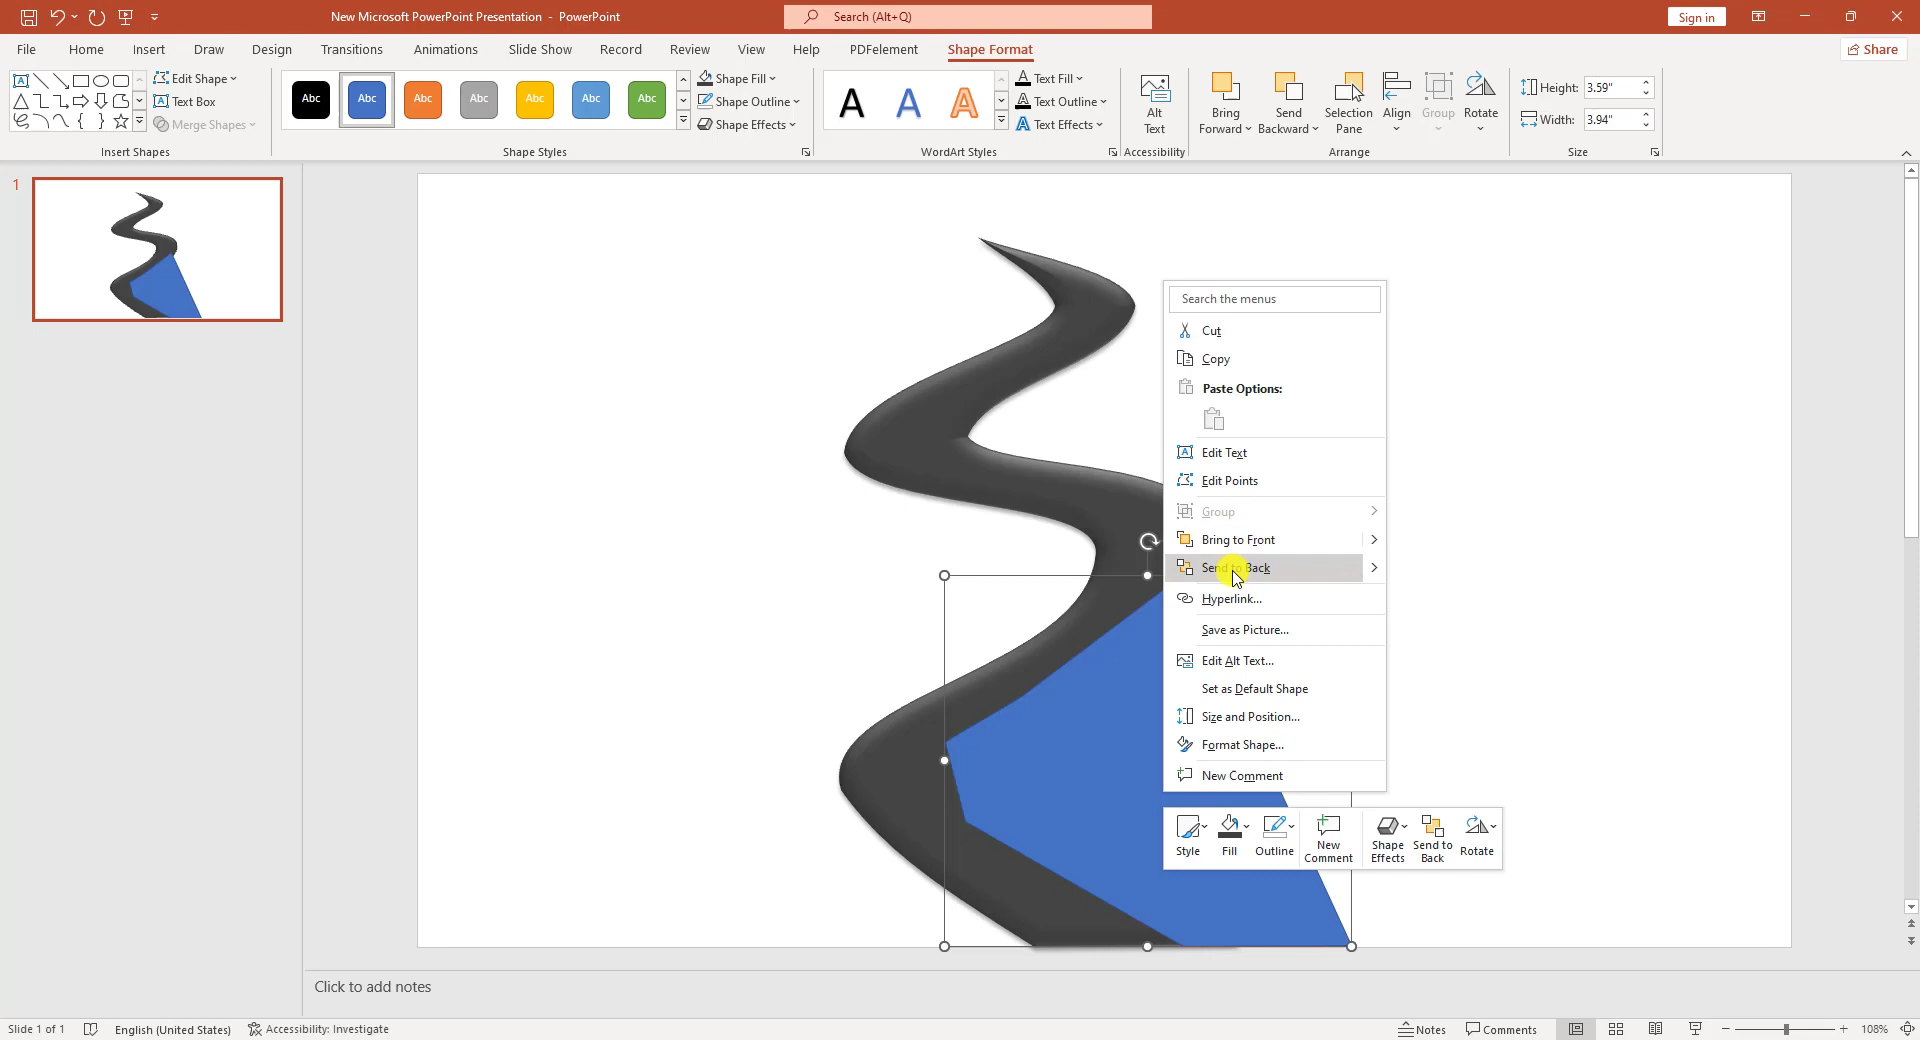 New Microsoft PowerPoint Presentation - PowerPoint
Search (Alt+Q)
Sign in
File Home Insert Draw Design Transitions Animations Slide Show Record Review View Help PDFelement Shape Format
Share
Edit Shape
Text Box
Merge Shapes
Insert Shapes
Abc Abc Abc Abc Abc Abc Abc
Shape Fill
Shape Outline
Shape Effects
Shape Styles
A A A
Text Fill
Text Outline
Text Effects
WordArt Styles
Alt
Text
Accessibility
Bring
Forward
Send
Backward
Selection
Pane
Align
Group
Rotate
Arrange
Height: 3.59"
Width: 3.94"
Size
1
Search the menus
Cut
Copy
Paste Options:
Edit Text
Edit Points
Group
Bring to Front
Send to Back
Hyperlink...
Save as Picture...
Edit Alt Text...
Set as Default Shape
Size and Position...
Format Shape...
New Comment
Style
Fill
Outline
New
Comment
Shape
Effects
Send to
Back
Rotate
Click to add notes
Slide 1 of 1
English (United States)
Accessibility: Investigate
Notes
Comments
108%